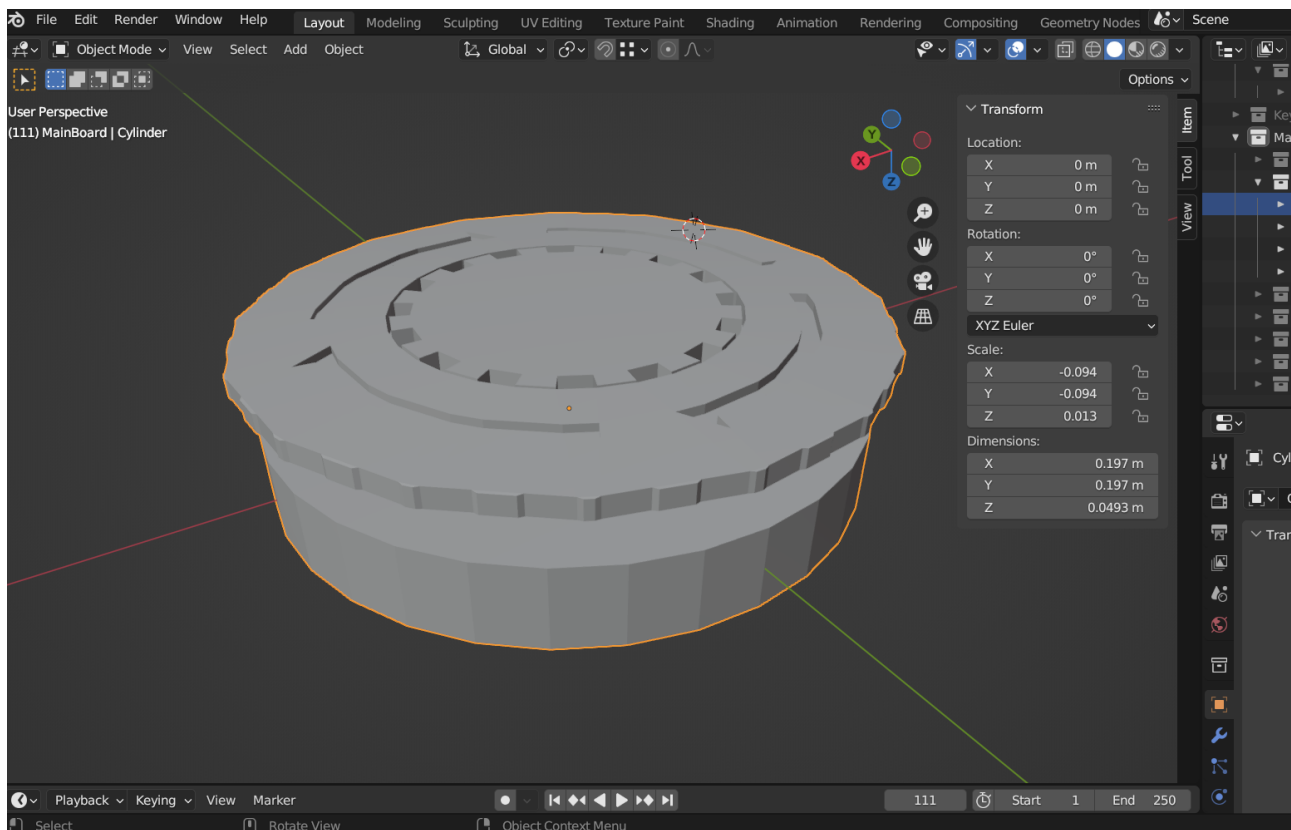 File Edit Render Window Help Layout Modeling Sculpting UV Editing Texture Paint Shading Animation Rendering Compositing Geometry Nodes Scene
Object Mode View Select Add Object Global
Options
User Perspective
(111) MainBoard | Cylinder
Y
X
Z
Transform
Location:
X 0 m
Y 0 m
Z 0 m
Rotation:
X 0°
Y 0°
Z 0°
XYZ Euler
Scale:
X -0.094
Y -0.094
Z 0.013
Dimensions:
X 0.197 m
Y 0.197 m
Z 0.0493 m
Item
Tool
View
Key
Ma
Cyl
Tran
Playback Keying View Marker 111 Start 1 End 250
Select Rotate View Object Context Menu